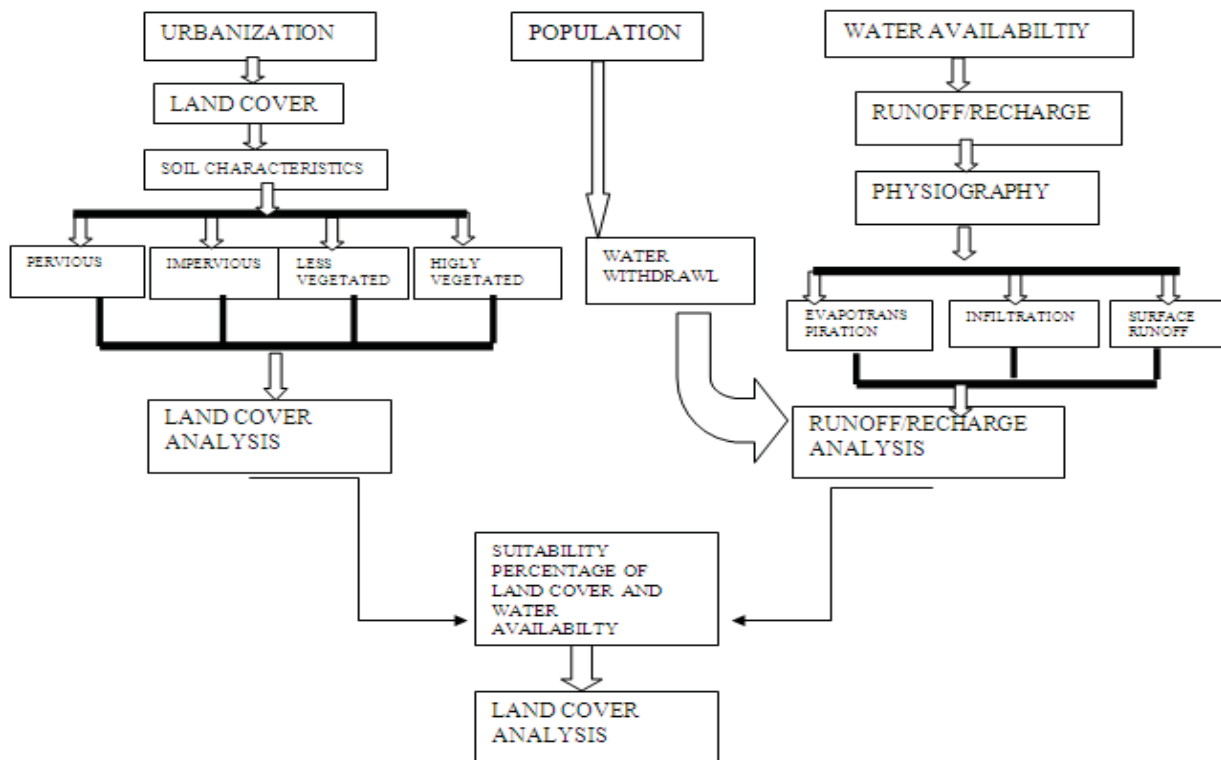 URBANIZATION
POPULATION
WATER AVAILABILTIY
LAND COVER
RUNOFF/RECHARGE
SOIL CHARACTERISTICS
PHYSIOGRAPHY
PERVIOUS
IMPERVIOUS
LESS
VEGETATED
HIGLY
VEGETATED
WATER
WITHDRAWL
EVAPOTRANS
PIRATION
INFILTRATION
SURFACE
RUNOFF
LAND COVER
ANALYSIS
RUNOFF/RECHARGE
ANALYSIS
SUITABILITY
PERCENTAGE OF
LAND COVER AND
WATER
AVAILABILTY
LAND COVER
ANALYSIS